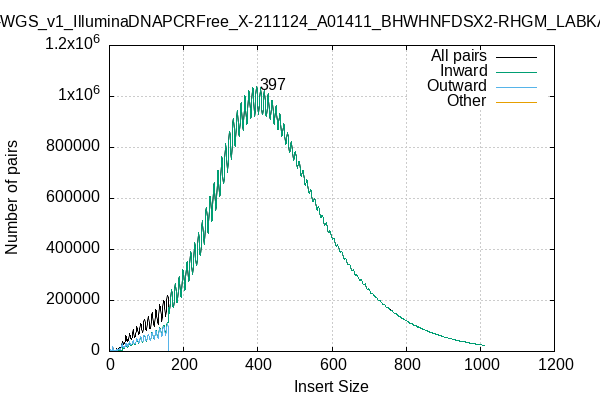 -WGS_v1_IlluminaDNAPCRFree_X-211124_A01411_BHWHNFDSX2-RHGM_LABKA
1.2x10^6
1x10^6
800000
600000
400000
200000
0
Number of pairs
397
All pairs
Inward
Outward
Other
0 200 400 600 800 1000 1200
Insert Size